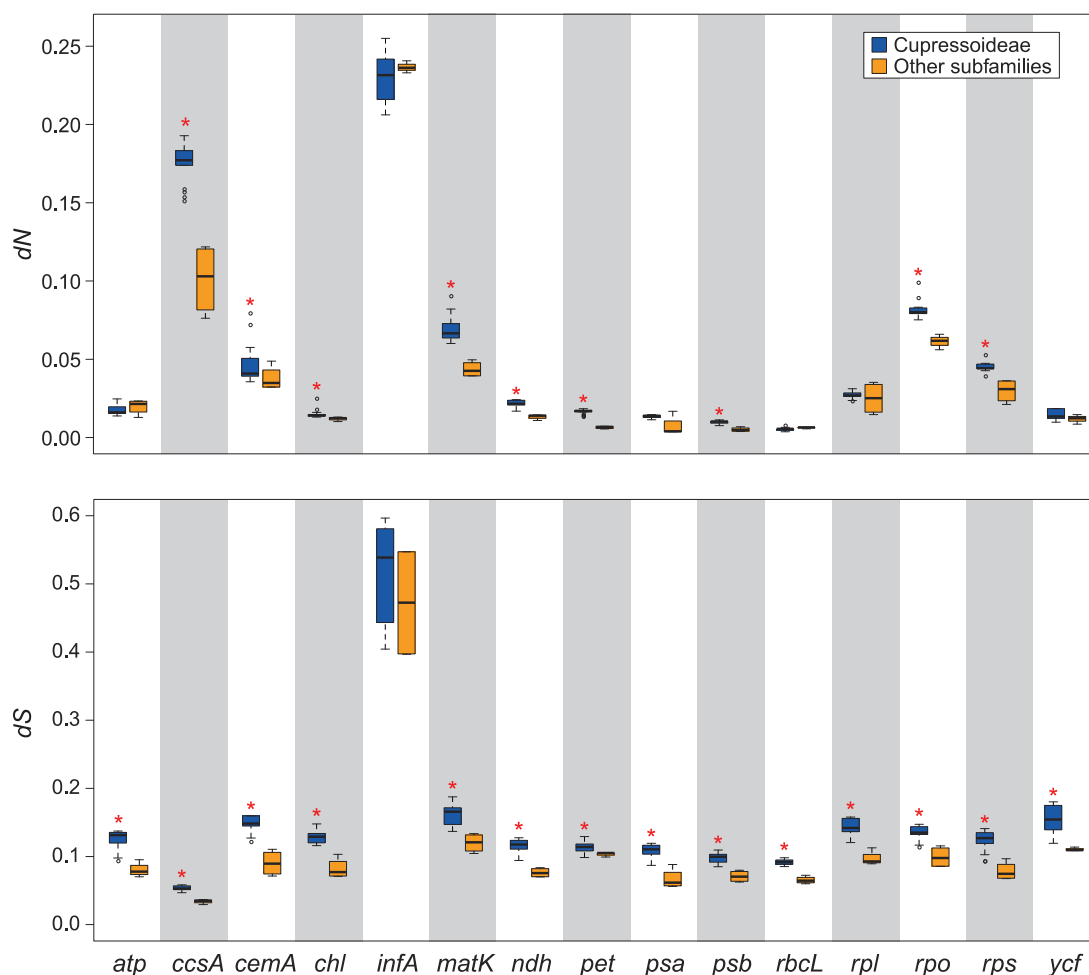 Cupressoideae
Other subfamilies
0.25
0.20
0.15
0.10
0.05
0.00
dN
* * * * * * * * *
0.6
0.5
0.4
0.3
0.2
0.1
0.0
dS
* * * * * * * * * * * * *
atp ccsA cemA chl infA matK ndh pet psa psb rbcL rpl rpo rps ycf